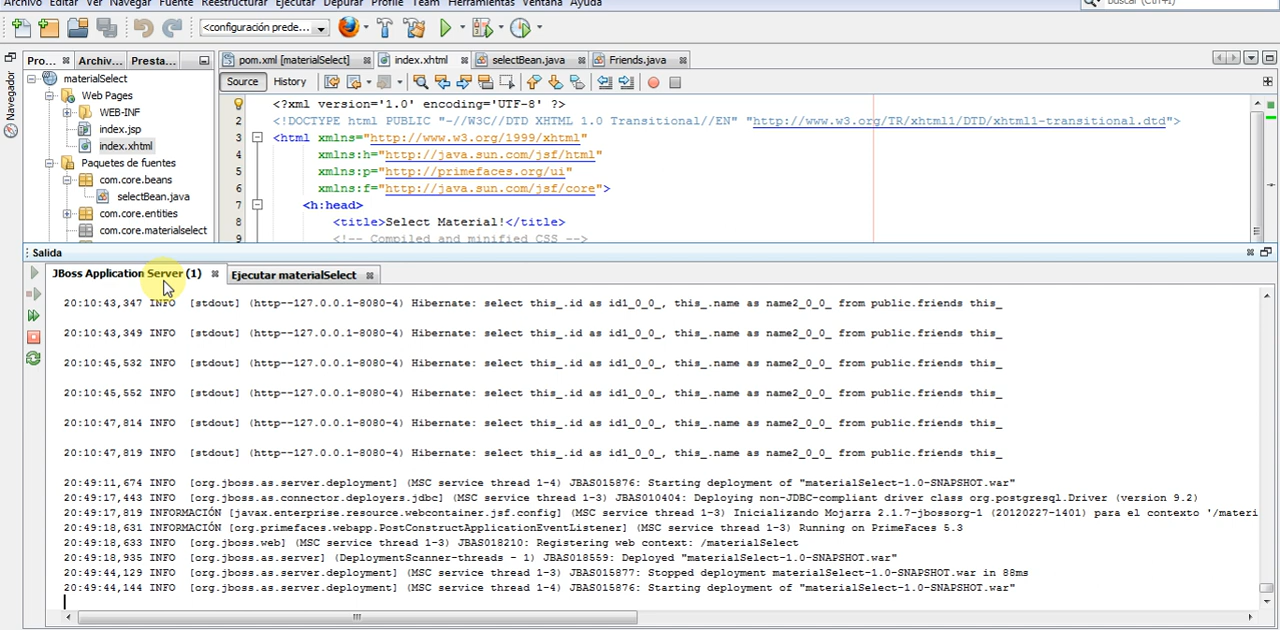 Archivo Editar Ver Navegar Fuente Reestructurar Ejecutar Depurar Profile Team Herramientas Ventana Ayuda
Buscar (Ctrl+I)
<configuración prede...
Pro... Archiv... Presta...
pom.xml [materialSelect] index.xhtml selectBean.java Friends.java
Navegador
Source History
materialSelect
Web Pages
WEB-INF
index.jsp
index.xhtml
Paquetes de fuentes
com.core.beans
selectBean.java
com.core.entities
com.core.materialselect
1 <?xml version='1.0' encoding='UTF-8' ?>
2 <!DOCTYPE html PUBLIC "-//W3C//DTD XHTML 1.0 Transitional//EN" "http://www.w3.org/TR/xhtml1/DTD/xhtml1-transitional.dtd">
3 <html xmlns="http://www.w3.org/1999/xhtml"
4 xmlns:h="http://java.sun.com/jsf/html"
5 xmlns:p="http://primefaces.org/ui"
6 xmlns:f="http://java.sun.com/jsf/core">
7 <h:head>
8 <title>Select Material!</title>
9 <!-- Compiled and minified CSS -->
Salida
JBoss Application Server (1) Ejecutar materialSelect
20:10:43,347 INFO [stdout] (http--127.0.0.1-8080-4) Hibernate: select this_.id as id1_0_0_, this_.name as name2_0_0_ from public.friends this_
20:10:43,349 INFO [stdout] (http--127.0.0.1-8080-4) Hibernate: select this_.id as id1_0_0_, this_.name as name2_0_0_ from public.friends this_
20:10:45,532 INFO [stdout] (http--127.0.0.1-8080-4) Hibernate: select this_.id as id1_0_0_, this_.name as name2_0_0_ from public.friends this_
20:10:45,552 INFO [stdout] (http--127.0.0.1-8080-4) Hibernate: select this_.id as id1_0_0_, this_.name as name2_0_0_ from public.friends this_
20:10:47,814 INFO [stdout] (http--127.0.0.1-8080-4) Hibernate: select this_.id as id1_0_0_, this_.name as name2_0_0_ from public.friends this_
20:10:47,819 INFO [stdout] (http--127.0.0.1-8080-4) Hibernate: select this_.id as id1_0_0_, this_.name as name2_0_0_ from public.friends this_
20:49:11,674 INFO [org.jboss.as.server.deployment] (MSC service thread 1-4) JBAS015876: Starting deployment of "materialSelect-1.0-SNAPSHOT.war"
20:49:17,443 INFO [org.jboss.as.connector.deployers.jdbc] (MSC service thread 1-3) JBAS010404: Deploying non-JDBC-compliant driver class org.postgresql.Driver (version 9.2)
20:49:17,819 INFORMACIÓN [javax.enterprise.resource.webcontainer.jsf.config] (MSC service thread 1-3) Inicializando Mojarra 2.1.7-jbossorg-1 (20120227-1401) para el contexto '/materi
20:49:18,631 INFORMACIÓN [org.primefaces.webapp.PostConstructApplicationEventListener] (MSC service thread 1-3) Running on PrimeFaces 5.3
20:49:18,633 INFO [org.jboss.web] (MSC service thread 1-3) JBAS018210: Registering web context: /materialSelect
20:49:18,935 INFO [org.jboss.as.server] (DeploymentScanner-threads - 1) JBAS018559: Deployed "materialSelect-1.0-SNAPSHOT.war"
20:49:44,129 INFO [org.jboss.as.server.deployment] (MSC service thread 1-3) JBAS015877: Stopped deployment materialSelect-1.0-SNAPSHOT.war in 88ms
20:49:44,144 INFO [org.jboss.as.server.deployment] (MSC service thread 1-4) JBAS015876: Starting deployment of "materialSelect-1.0-SNAPSHOT.war"